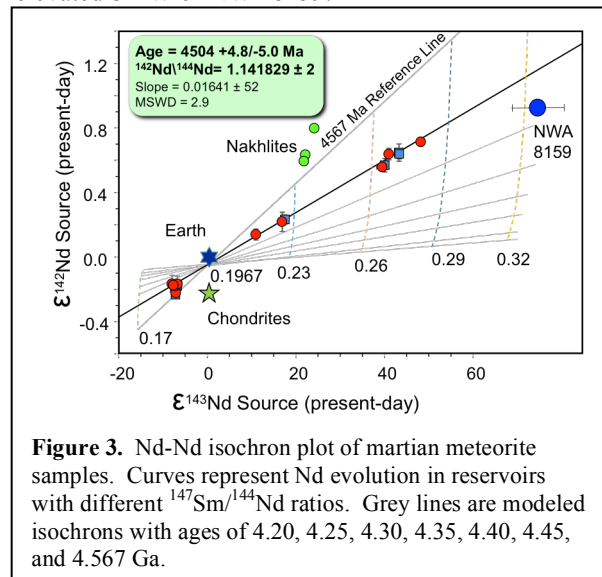 Age = 4504 +4.8/-5.0 Ma
¹⁴²Nd\¹⁴⁴Nd= 1.141829 ± 2
Slope = 0.01641 ± 52
MSWD = 2.9
4567 Ma Reference Line
Nakhlites
NWA
8159
Earth
Chondrites
0.1967
0.23
0.26
0.29
0.32
0.17
1.2
0.8
0.4
0.0
-0.4
-20
0
20
40
60
Ɛ¹⁴²Nd Source (present-day)
Ɛ¹⁴³Nd Source (present-day)
Figure 3. Nd-Nd isochron plot of martian meteorite
samples. Curves represent Nd evolution in reservoirs
with different ¹⁴⁷Sm/¹⁴⁴Nd ratios. Grey lines are modeled
isochrons with ages of 4.20, 4.25, 4.30, 4.35, 4.40, 4.45,
and 4.567 Ga.